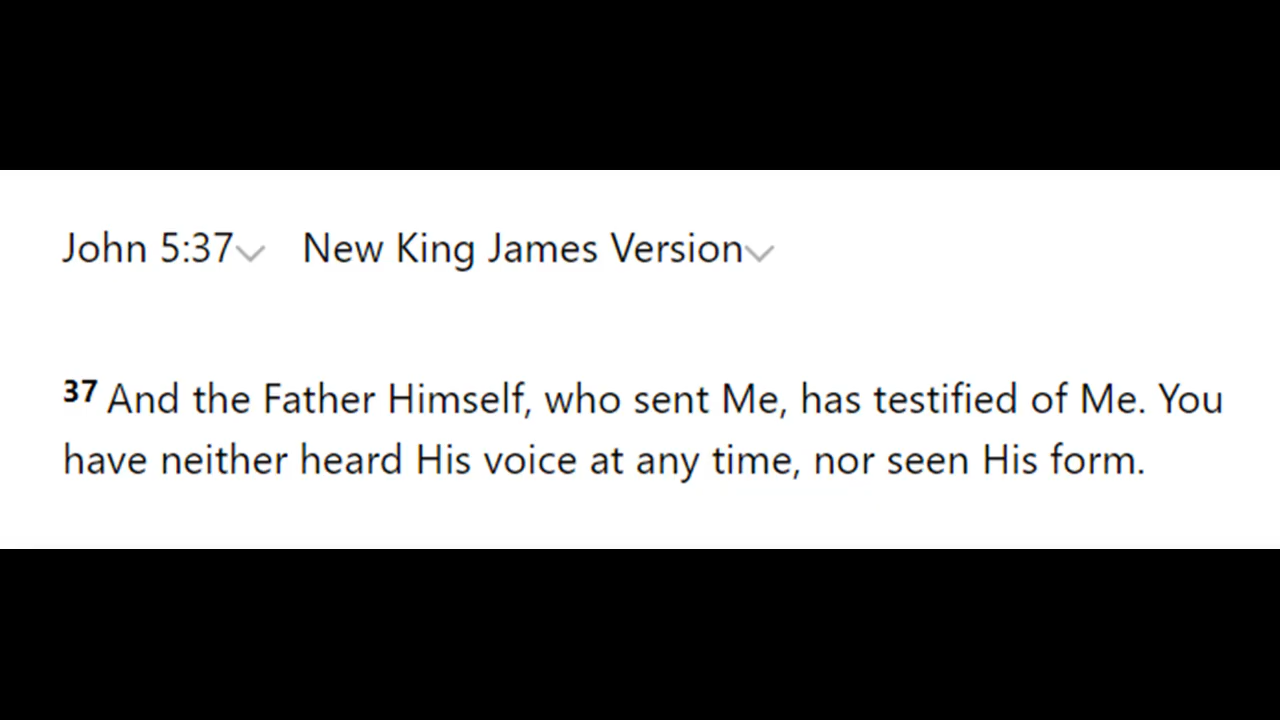 John 5:37 New King James Version
37 And the Father Himself, who sent Me, has testified of Me. You
have neither heard His voice at any time, nor seen His form.